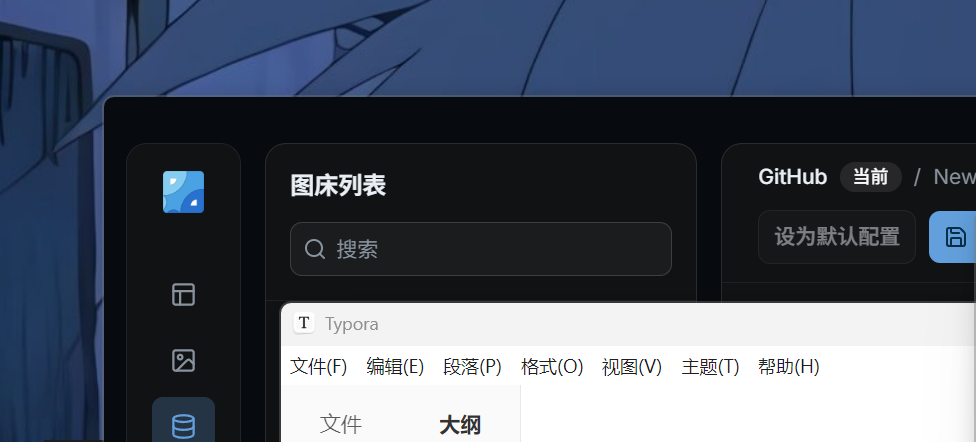 图床列表
GitHub 当前 / New
搜索
设为默认配置
T Typora
文件(F) 编辑(E) 段落(P) 格式(O) 视图(V) 主题(T) 帮助(H)
文件 大纲